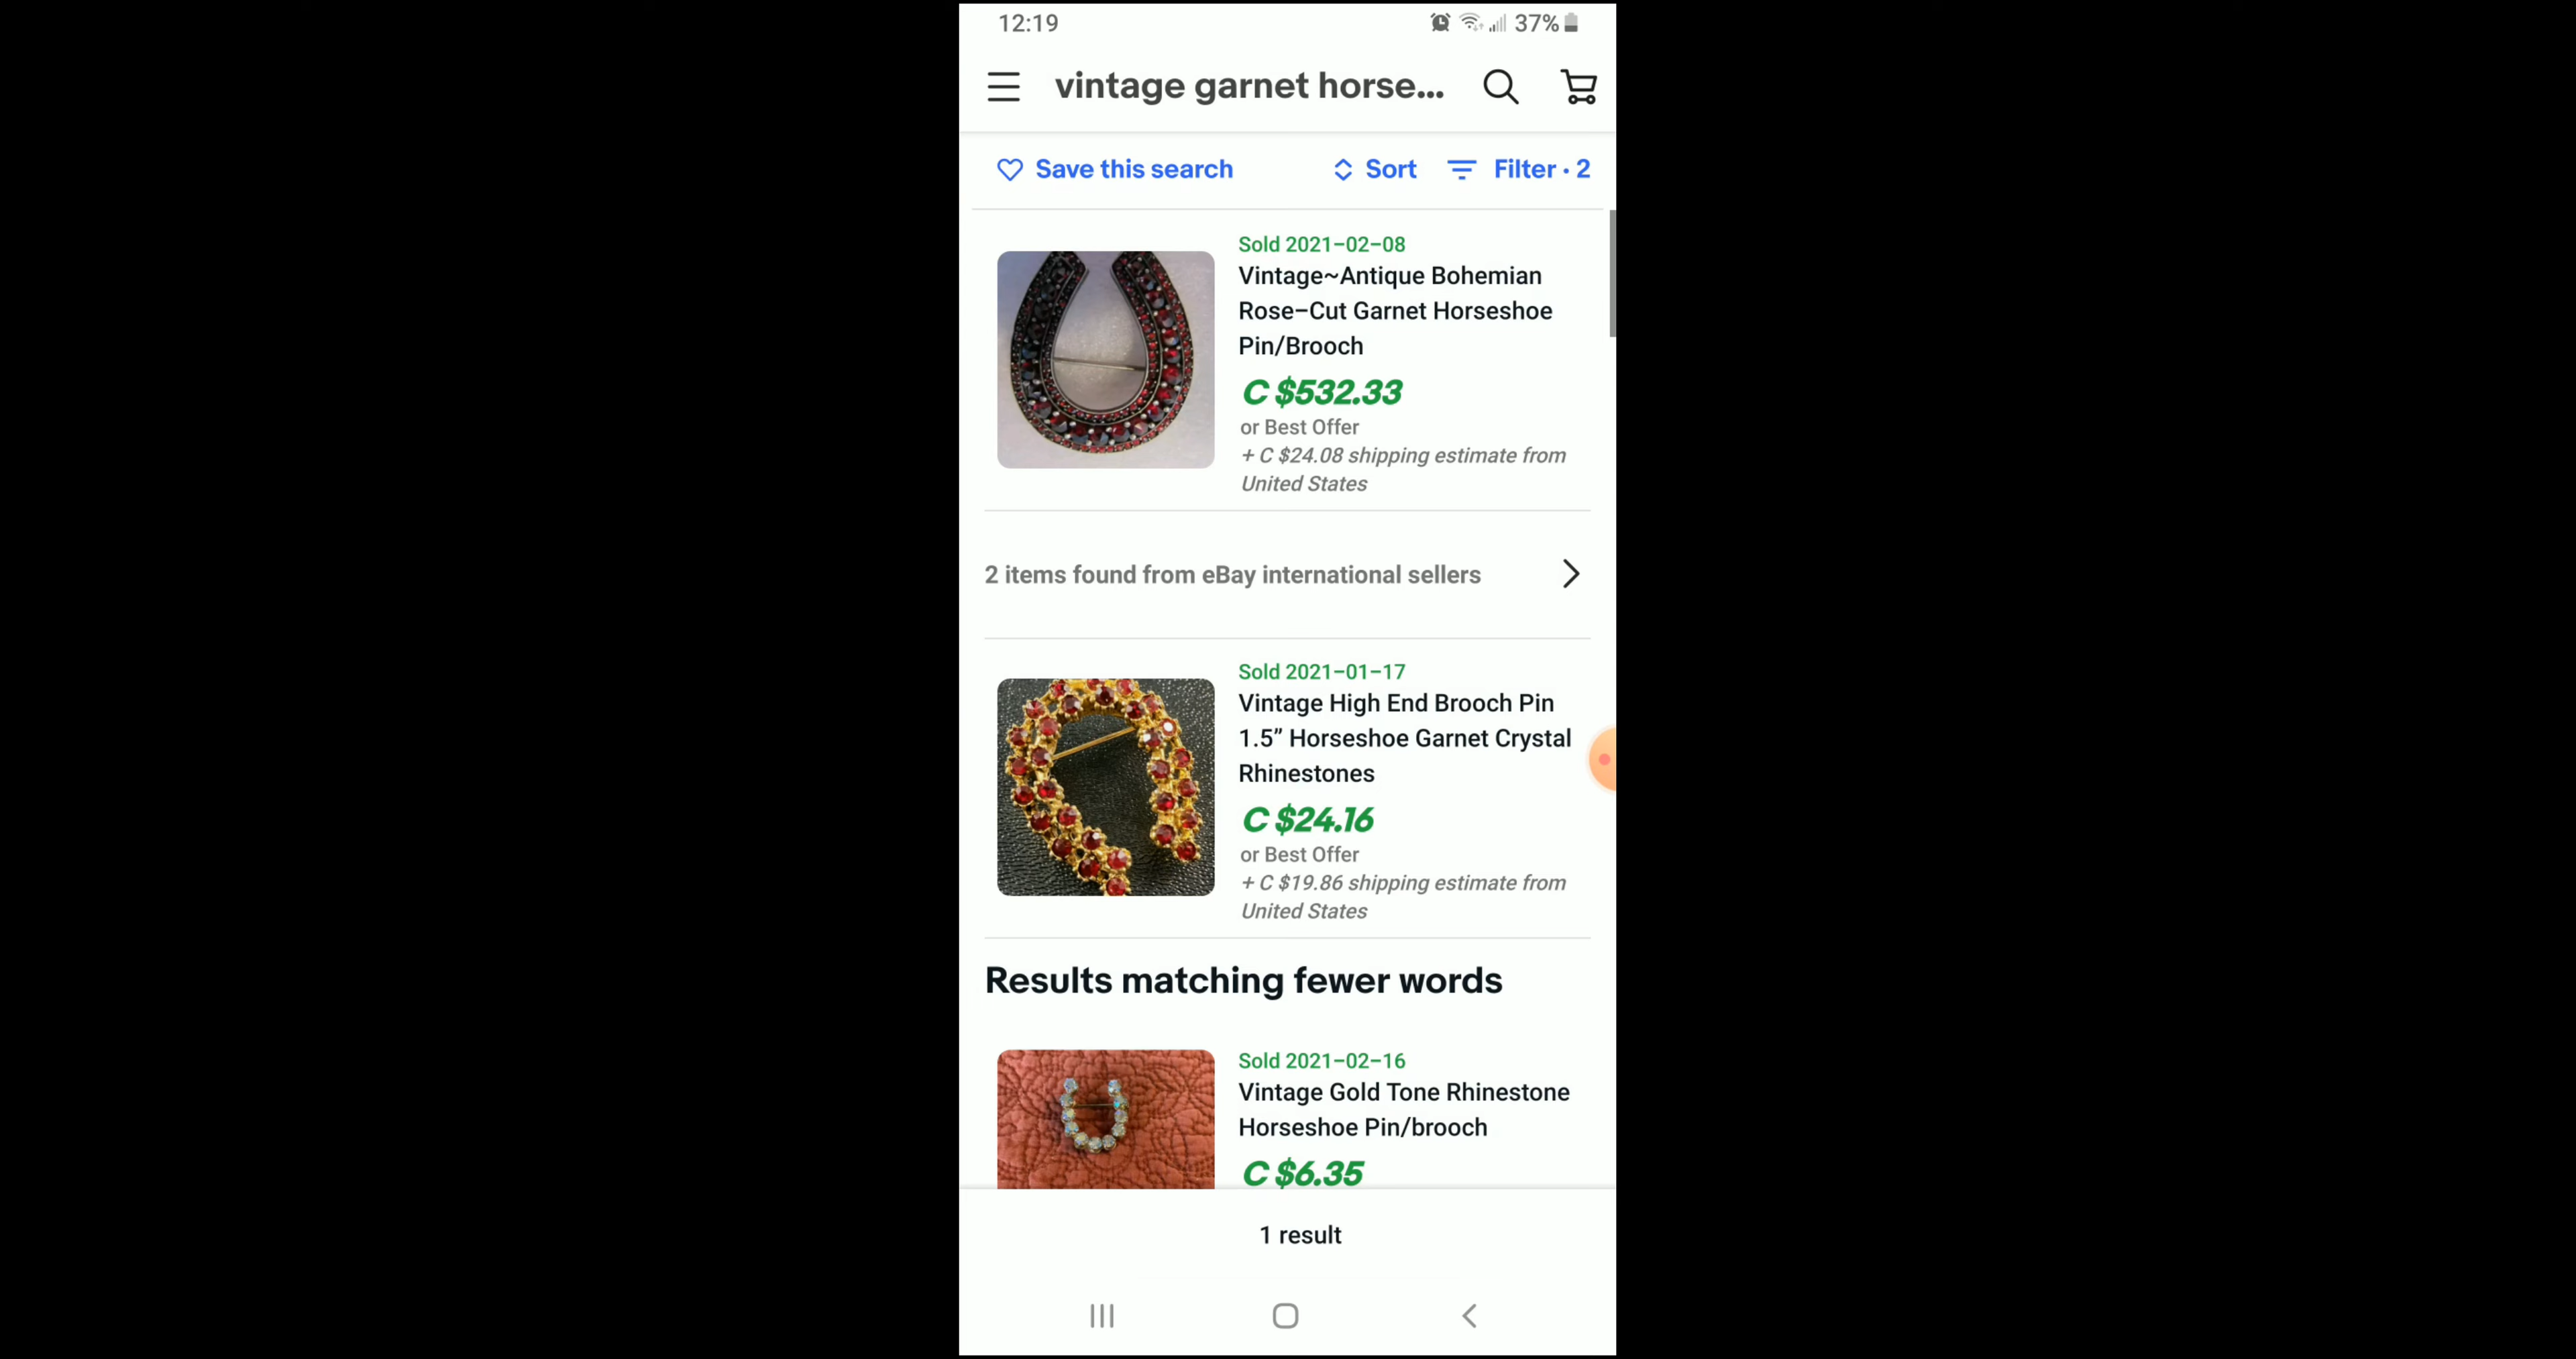 12:19
37%
vintage garnet horse...
Save this search
Sort
Filter • 2
Sold 2021-02-08
Vintage~Antique Bohemian
Rose-Cut Garnet Horseshoe
Pin/Brooch
C $532.33
or Best Offer
+ C $24.08 shipping estimate from
United States
2 items found from eBay international sellers
Sold 2021-01-17
Vintage High End Brooch Pin
1.5” Horseshoe Garnet Crystal
Rhinestones
C $24.16
or Best Offer
+ C $19.86 shipping estimate from
United States
Results matching fewer words
Sold 2021-02-16
Vintage Gold Tone Rhinestone
Horseshoe Pin/brooch
C $6.35
1 result